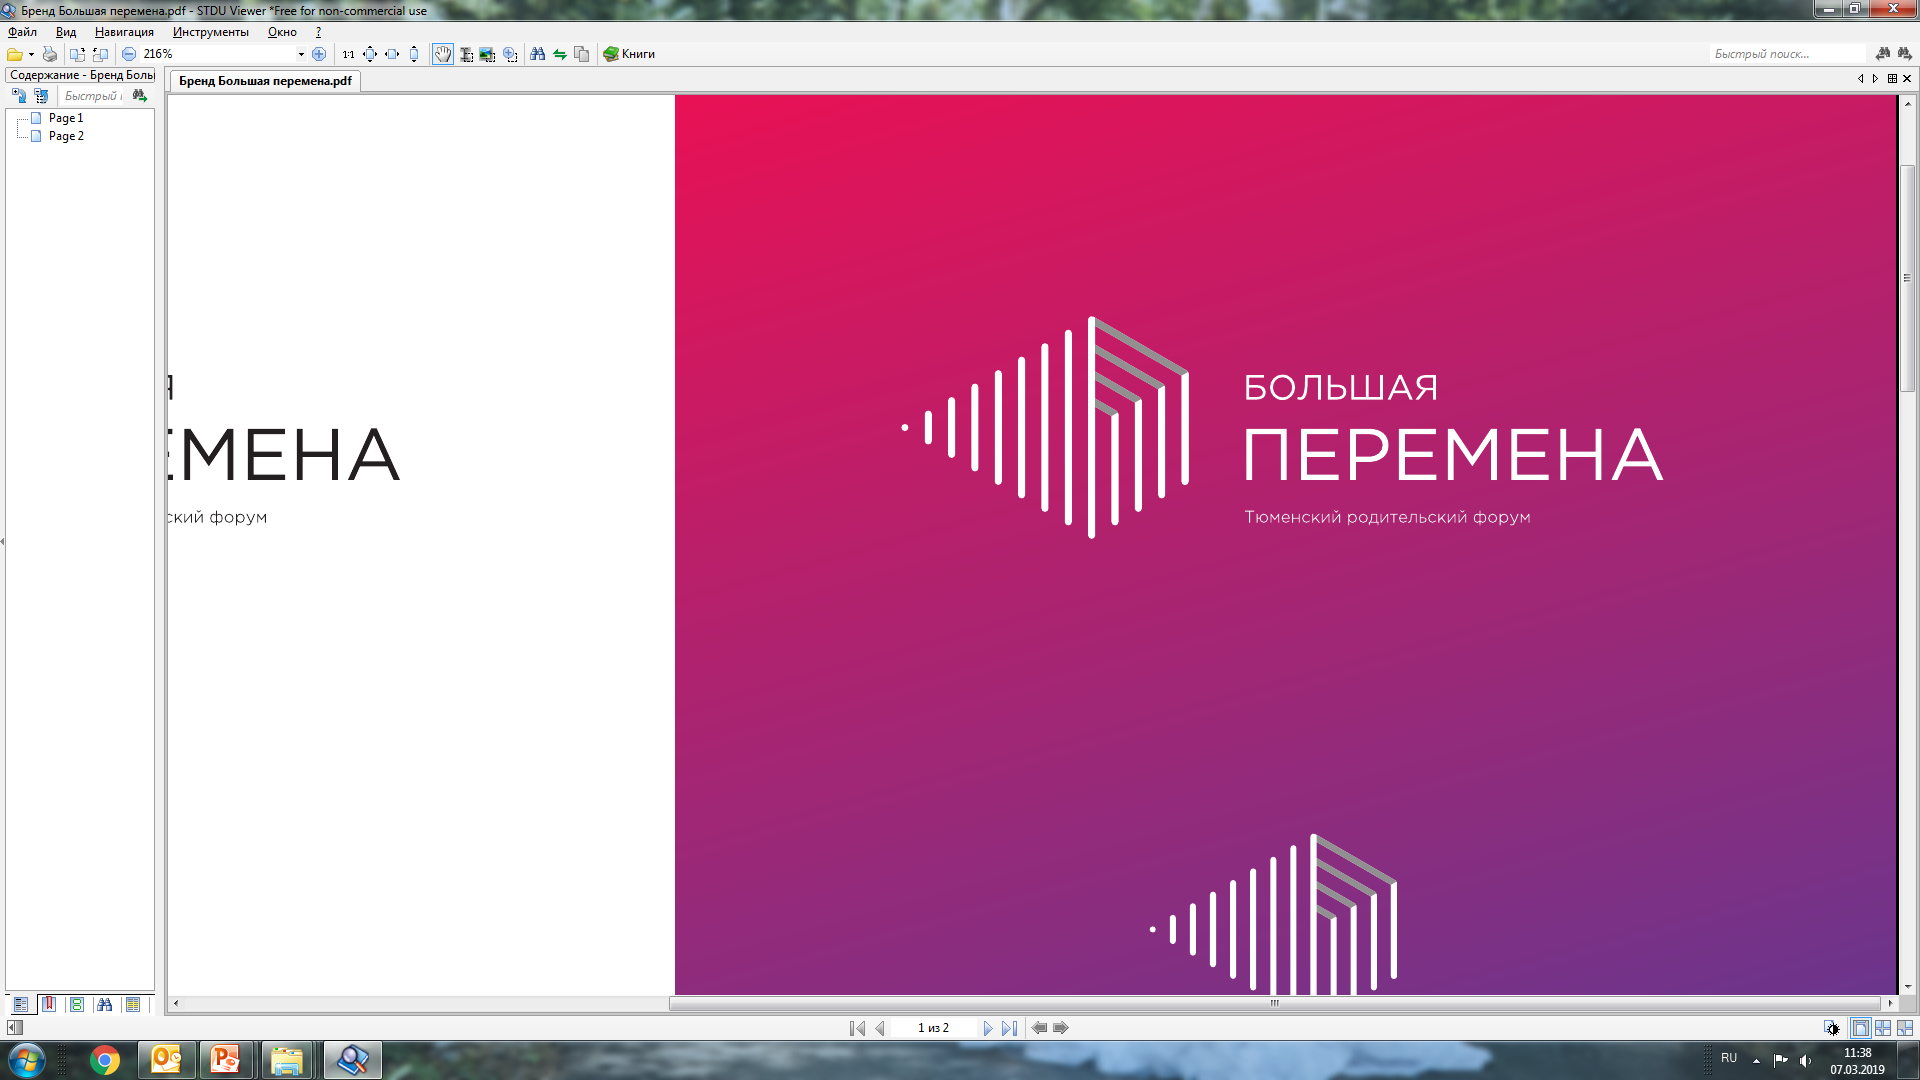 Бренд Большая перемена.pdf - STDU Viewer *Free for non-commercial use
Файл Вид Навигация Инструменты Окно ?
216% 1:1 Книги Быстрый поиск...
Содержание - Бренд Боль
Бренд Большая перемена.pdf
Быстрый
Page 1
Page 2
Я
ЕМЕНА
ский форум
БОЛЬШАЯ
ПЕРЕМЕНА
Тюменский родительский форум
1 из 2
RU
11:38
07.03.2019